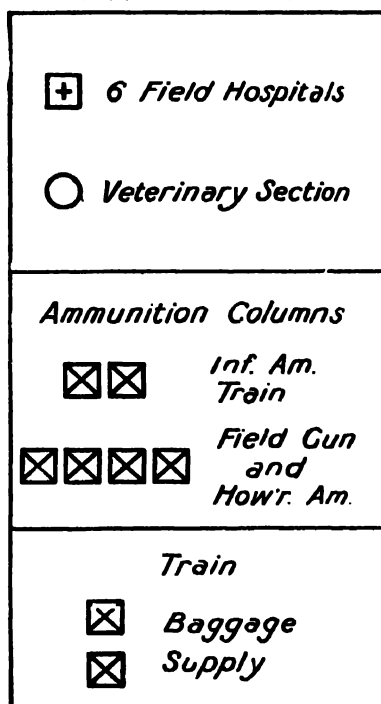 6 Field Hospitals
Veterinary Section
Ammunition Columns
Inf. Am.
Train
Field Gun
and
How'r. Am.
Train
Baggage
Supply